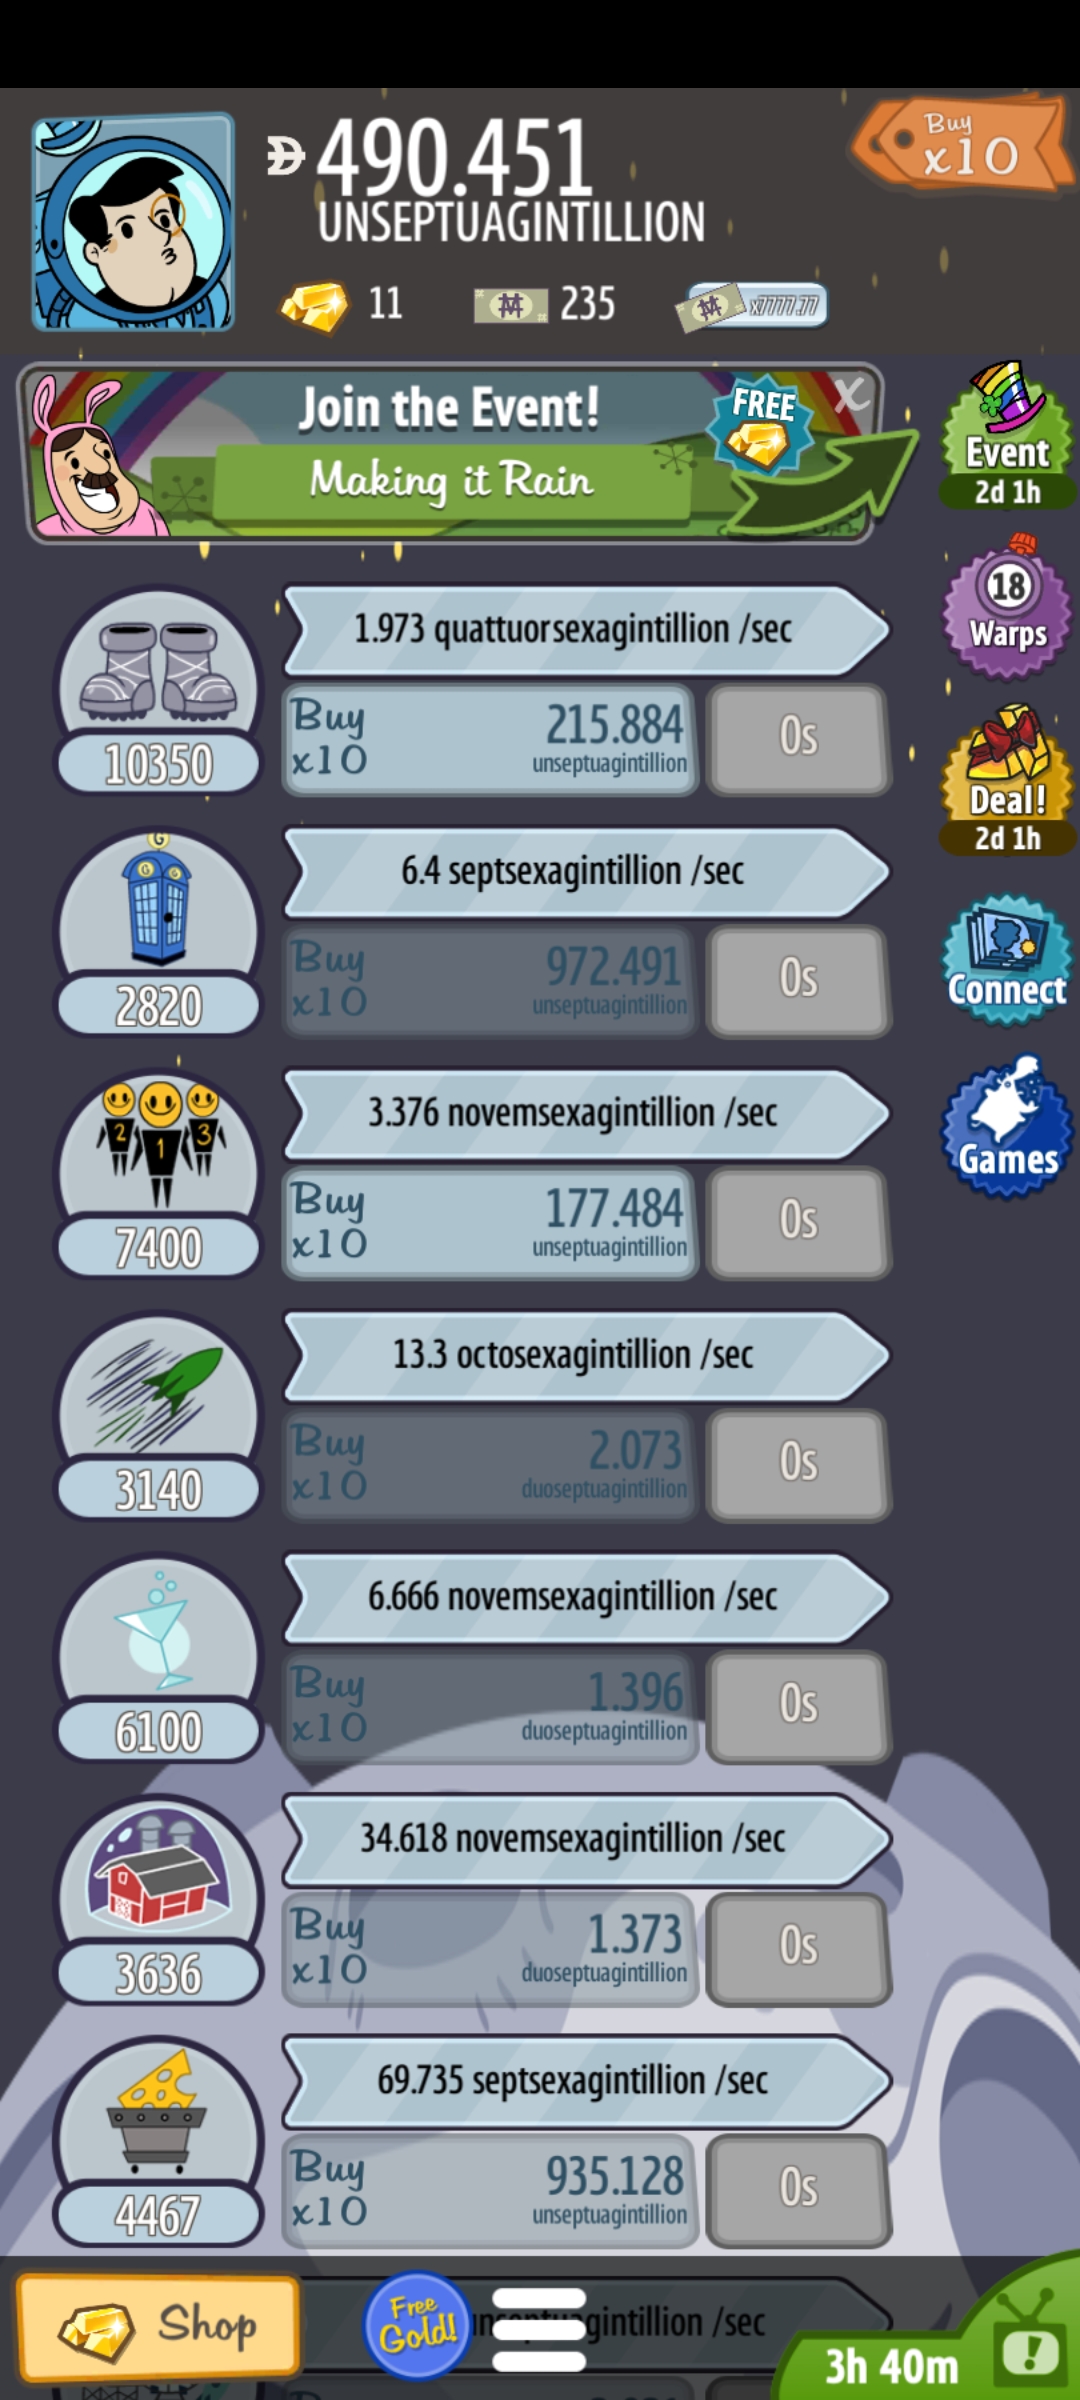 490.451
UNSEPTUAGINTILLION
Buy
x10
11
235
x7777.77
Join the Event!
Making it Rain
FREE
X
Event
2d 1h
1.973 quattuorsexagintillion /sec
Buy
x10
215.884
unseptuagintillion
0s
10350
18
Warps
Deal!
2d 1h
G
G G
6.4 septsexagintillion /sec
Buy
x10
972.491
unseptuagintillion
0s
2820
Connect
2 1 3
3.376 novemsexagintillion /sec
Buy
x10
177.484
unseptuagintillion
0s
7400
Games
13.3 octosexagintillion /sec
Buy
x10
2.073
duoseptuagintillion
0s
3140
6.666 novemsexagintillion /sec
Buy
x10
1.396
duoseptuagintillion
0s
6100
34.618 novemsexagintillion /sec
Buy
x10
1.373
duoseptuagintillion
0s
3636
69.735 septsexagintillion /sec
Buy
x10
935.128
unseptuagintillion
0s
4467
Shop
Free
Gold!
/sec
3h 40m
!